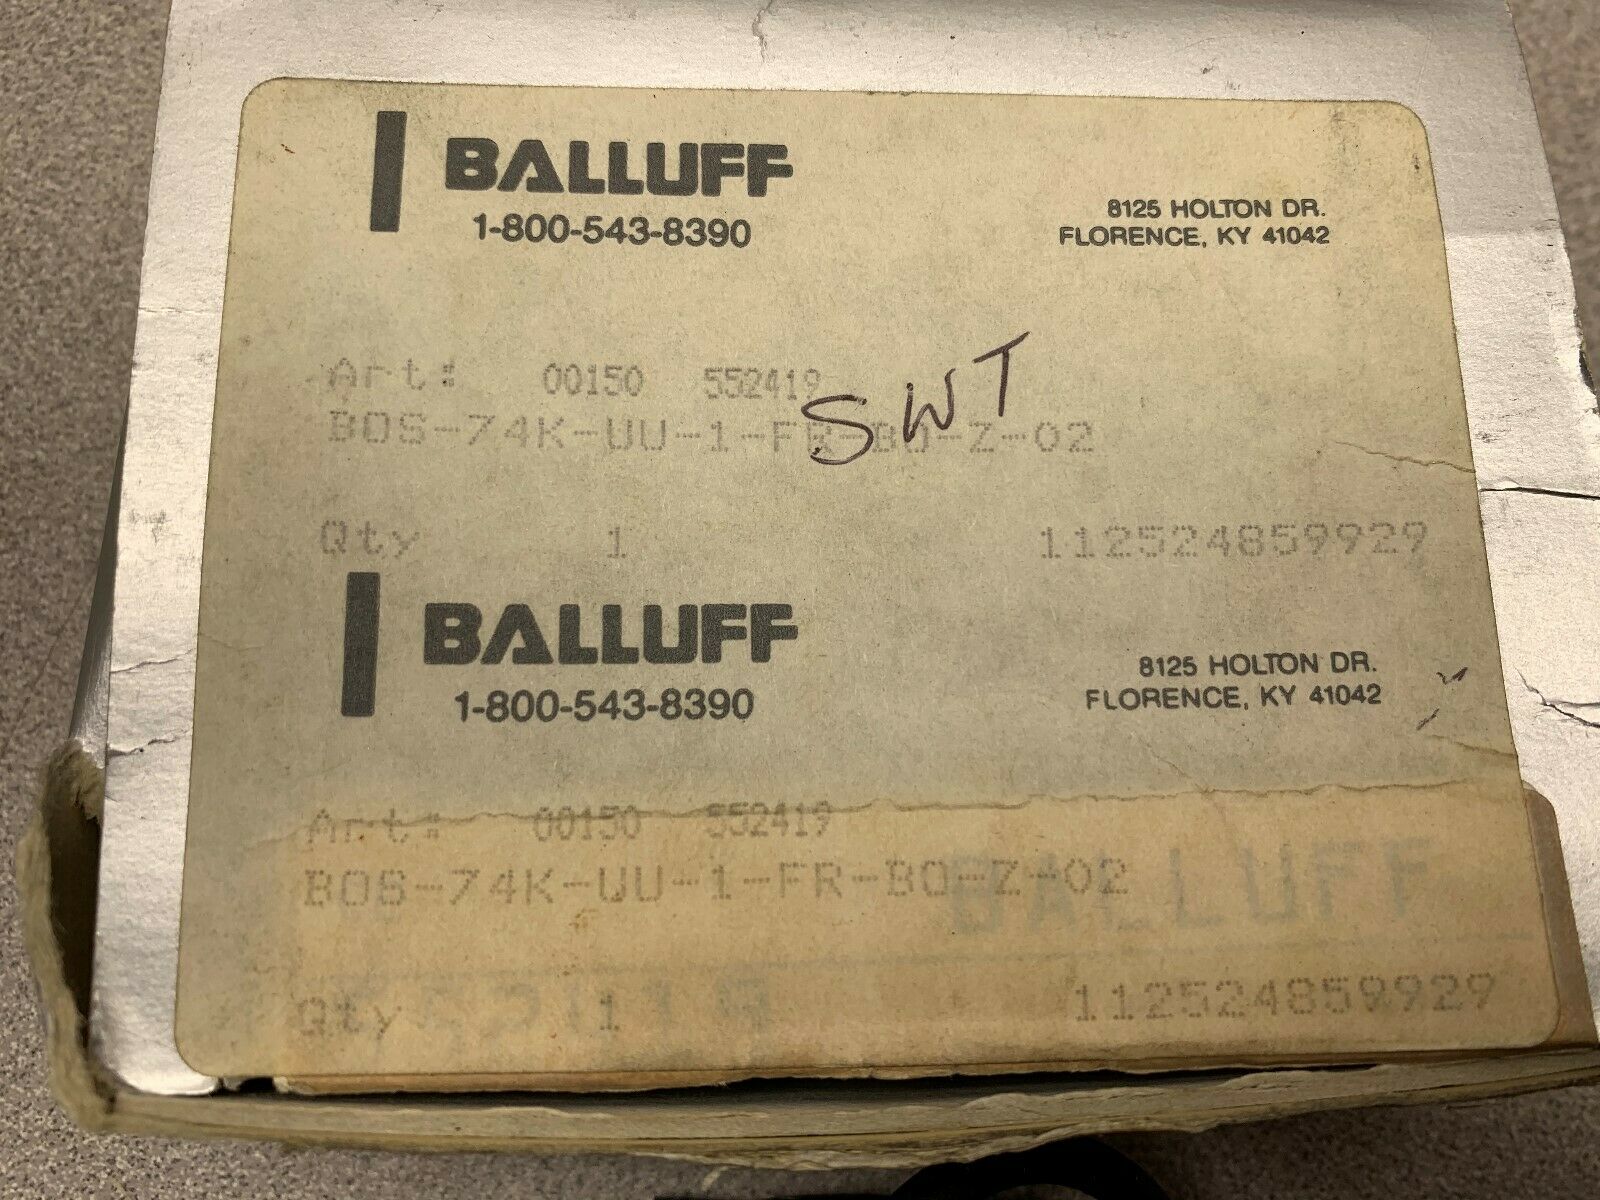 BALLUFF
1-800-543-8390
8125 HOLTON DR.
FLORENCE, KY 41042
Art: 00150 552419
SWT
BOS-74K-UU-1-FR-BO-Z-02
Qty 1 112524859929
BALLUFF
1-800-543-8390
8125 HOLTON DR.
FLORENCE, KY 41042
Art: 00150 552419
BOS-74K-UU-1-FR-BO-Z-02
BALLUFF
Qty 1 112524859929